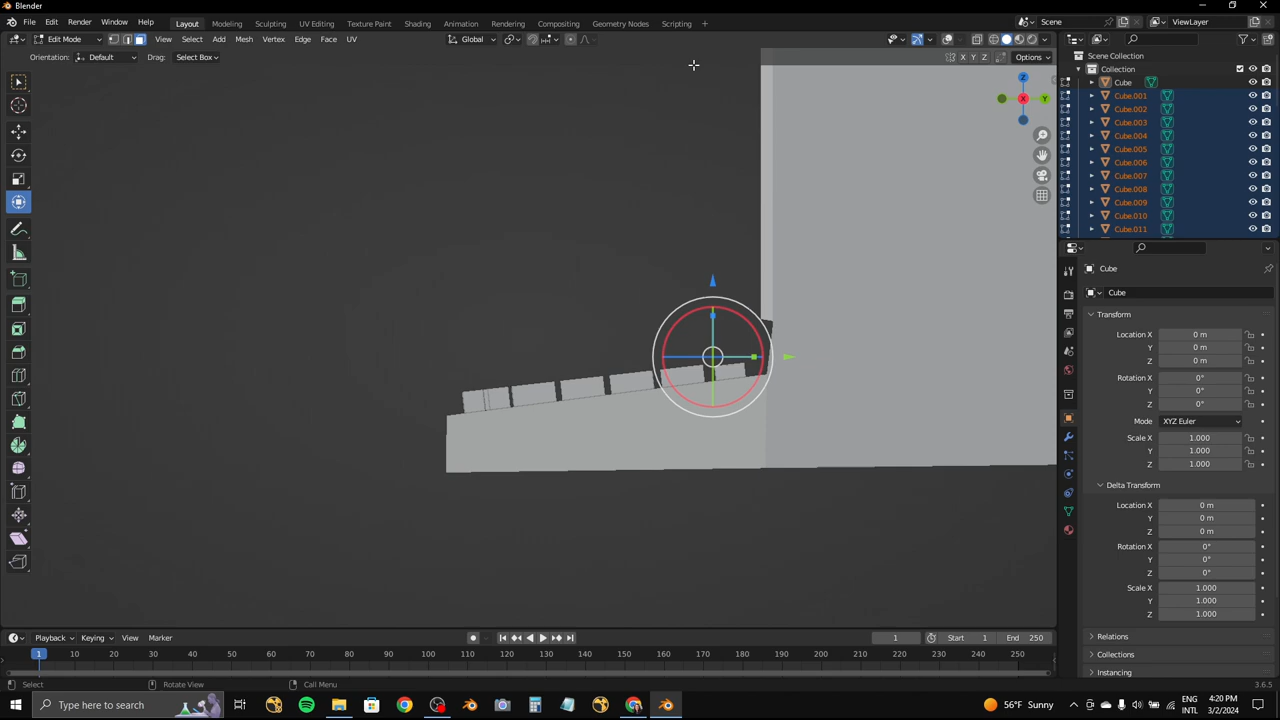 Blender
File Edit Render Window Help
Layout Modeling Sculpting UV Editing Texture Paint Shading Animation Rendering Compositing Geometry Nodes Scripting +
Scene ViewLayer
Edit Mode View Select Add Mesh Vertex Edge Face UV Global
Orientation: Default Drag: Select Box
X Y Z Options
Z
X Y
Scene Collection
Collection
Cube
Cube.001
Cube.002
Cube.003
Cube.004
Cube.005
Cube.006
Cube.007
Cube.008
Cube.009
Cube.010
Cube.011
Cube
Cube
Transform
Location X 0 m
Y 0 m
Z 0 m
Rotation X 0°
Y 0°
Z 0°
Mode XYZ Euler
Scale X 1.000
Y 1.000
Z 1.000
Delta Transform
Location X 0 m
Y 0 m
Z 0 m
Rotation X 0°
Y 0°
Z 0°
Scale X 1.000
Y 1.000
Z 1.000
Relations
Collections
Instancing
Playback Keying View Marker 1 Start 1 End 250
1 10 20 30 40 50 60 70 80 90 100 110 120 130 140 150 160 170 180 190 200 210 220 230 240 250
Select Rotate View Call Menu 3.6.5
Type here to search 56°F Sunny ENG INTL 4:20 PM 3/2/2024